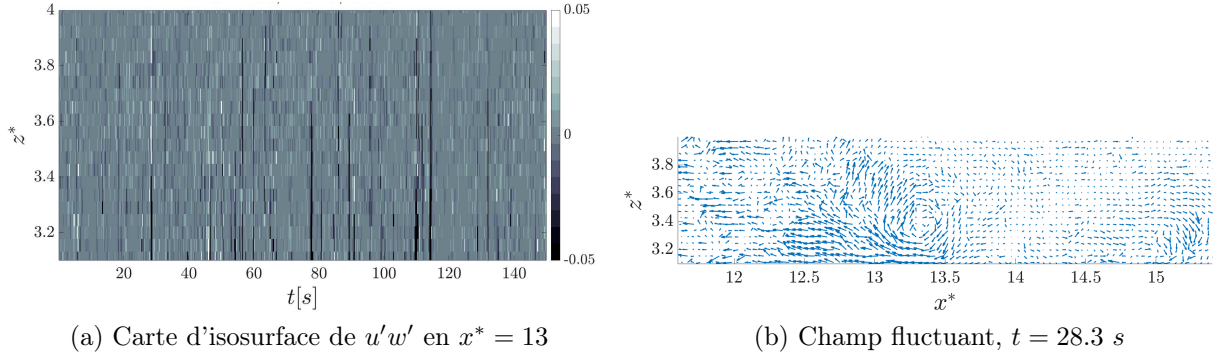 4
3.8
3.6
3.4
3.2
z*
20 40 60 80 100 120 140
t[s]
0.05
0
-0.05
(a) Carte d'isosurface de u'w' en x* = 13
3.8
3.6
3.4
3.2
z*
12 12.5 13 13.5 14 14.5 15
x*
(b) Champ fluctuant, t = 28.3 s